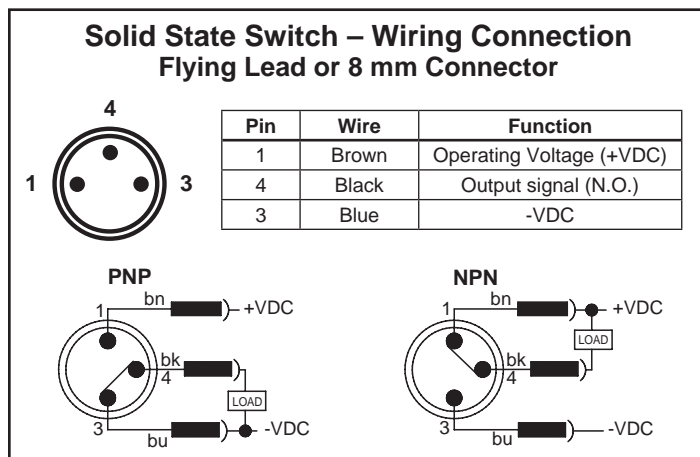 Solid State Switch – Wiring Connection
Flying Lead or 8 mm Connector
4
1 3
Pin Wire Function
1 Brown Operating Voltage (+VDC)
4 Black Output signal (N.O.)
3 Blue -VDC
PNP
1 bn +VDC
bk
4
LOAD
3 bu -VDC
NPN
1 bn +VDC
LOAD
bk
4
3 bu -VDC